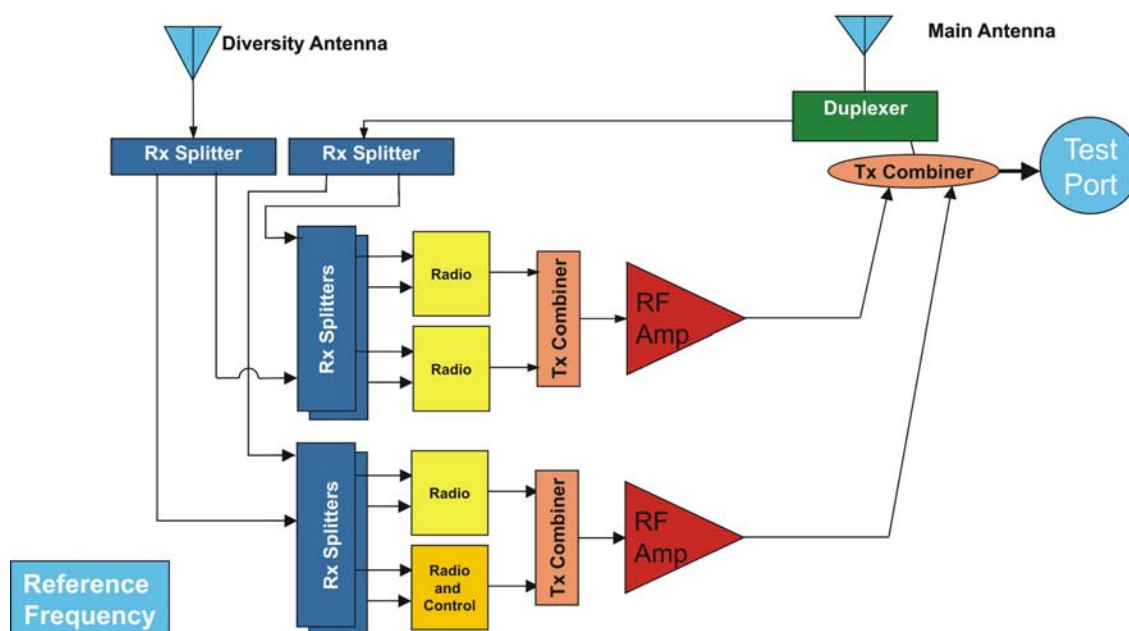 Diversity Antenna
Main Antenna
Duplexer
Rx Splitter
Rx Splitter
Tx Combiner
Test
Port
Rx Splitters
Radio
Radio
Tx Combiner
RF
Amp
Rx Splitters
Radio
Radio
and
Control
Tx Combiner
RF
Amp
Reference
Frequency